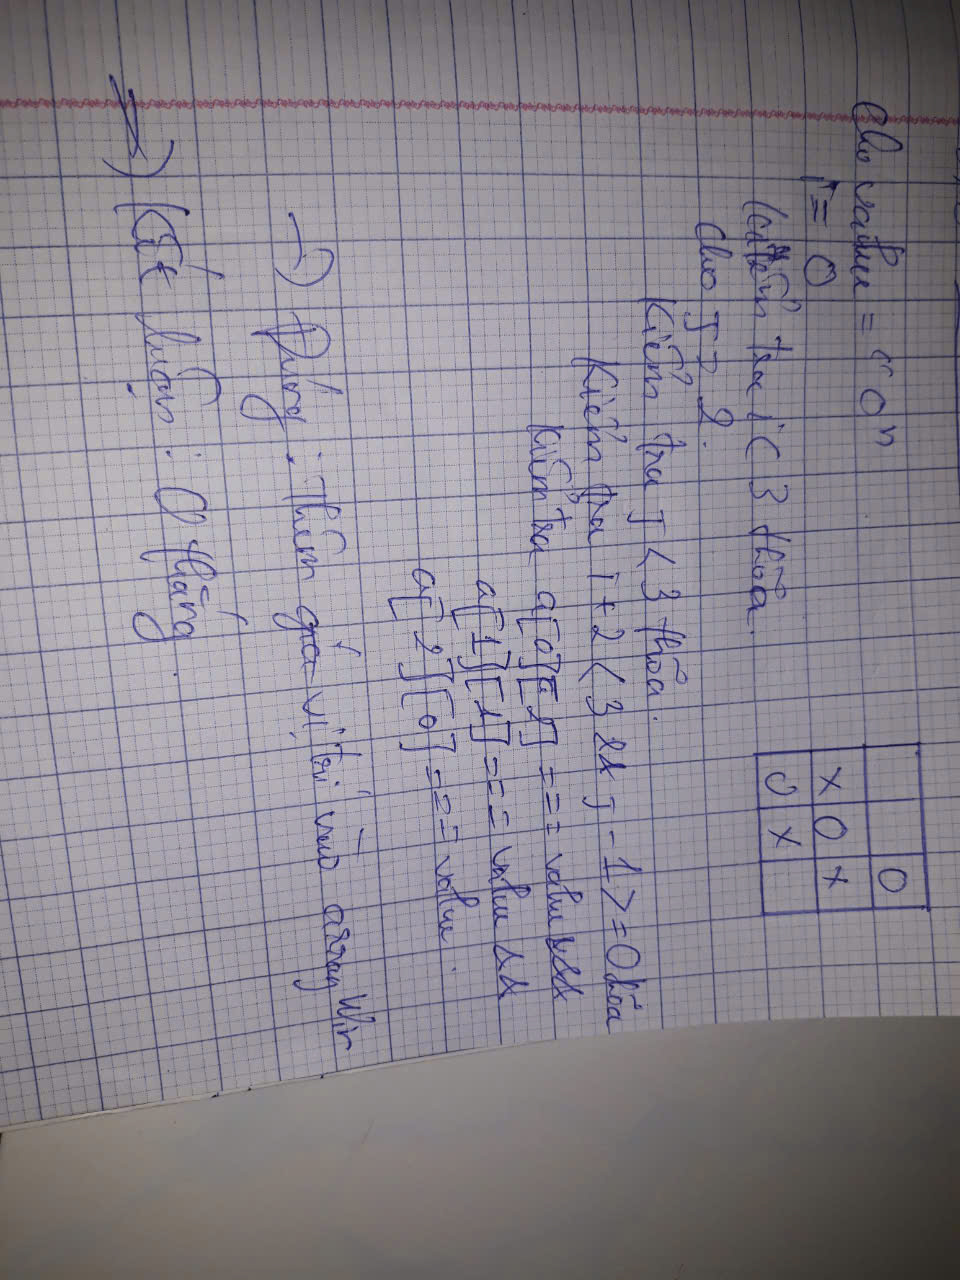 Cho value = "O"
i = 0
Kiểm tra i < 3 thỏa.
Cho J = 2.
Kiểm tra J < 3 thỏa.
Kiểm tra i + 2 < 3 && J - 1 >= 0 thỏa
Kiểm tra a[0][2] === value &&
a[1][1] === value &&
a[2][0] === value.
→ Đúng: Thêm giá vị trí vào array Win
⇒ Kết luận: O thắng.
O
X O X
O X